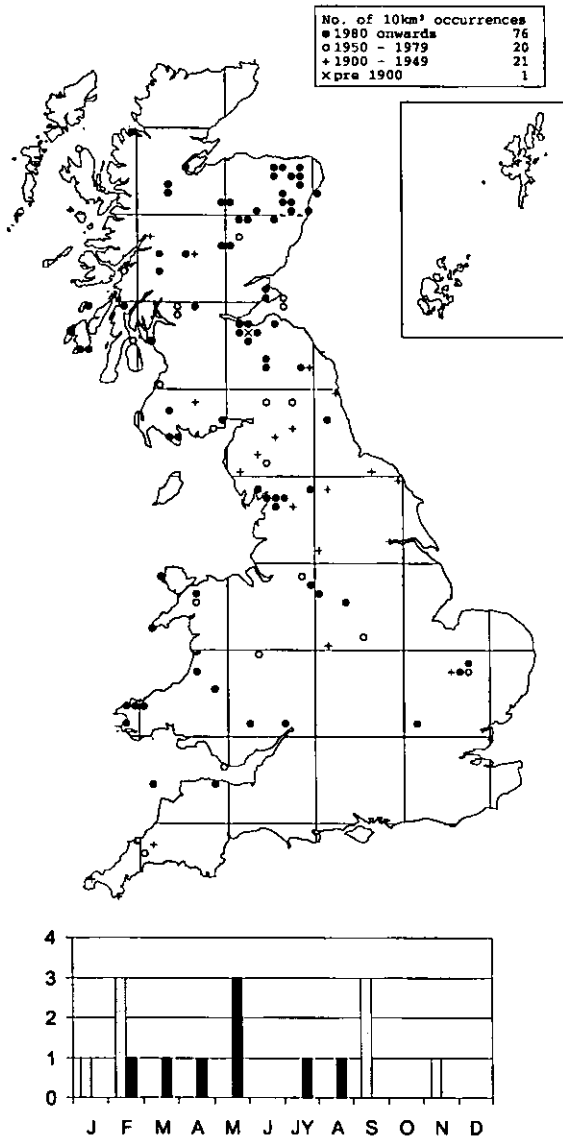 No. of 10km² occurrences
● 1980 onwards 76
○ 1950 - 1979 20
+ 1900 - 1949 21
× pre 1900 1
4
3
2
1
0
J F M A M J JY A S O N D